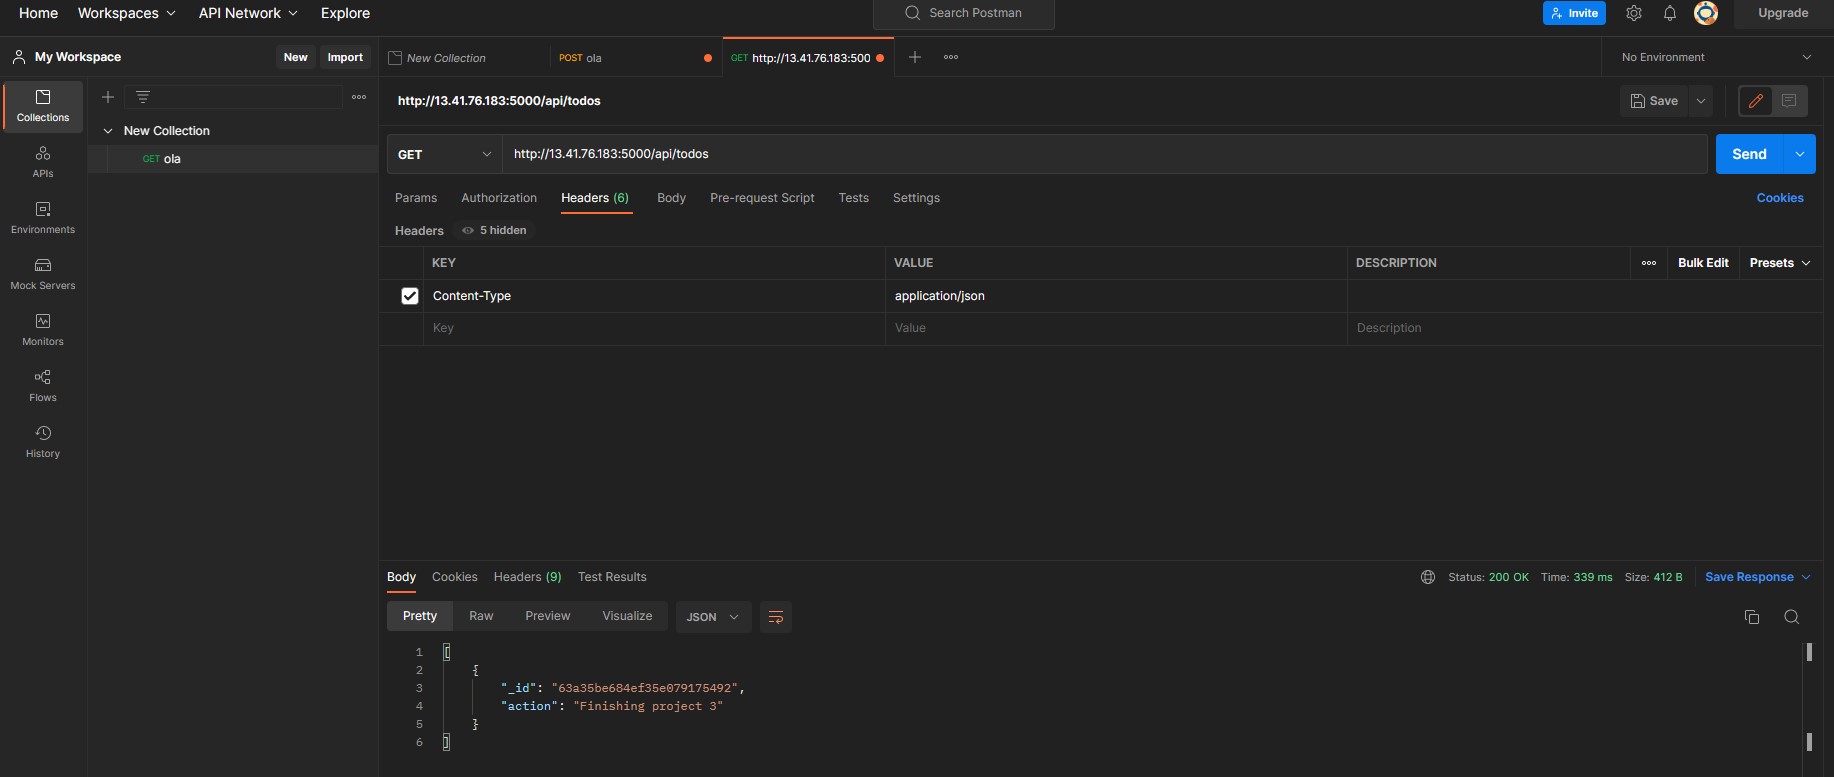 Home Workspaces API Network Explore Search Postman Invite Upgrade
My Workspace New Import New Collection POST ola GET http://13.41.76.183:500 No Environment
Collections
APIs
Environments
Mock Servers
Monitors
Flows
History
New Collection
GET ola
http://13.41.76.183:5000/api/todos Save
GET http://13.41.76.183:5000/api/todos Send
Params Authorization Headers (6) Body Pre-request Script Tests Settings Cookies
Headers 5 hidden
KEY VALUE DESCRIPTION Bulk Edit Presets
Content-Type application/json
Key Value Description
Body Cookies Headers (9) Test Results Status: 200 OK Time: 339 ms Size: 412 B Save Response
Pretty Raw Preview Visualize JSON
1 [
2 {
3 "_id": "63a35be684ef35e079175492",
4 "action": "Finishing project 3"
5 }
6 ]